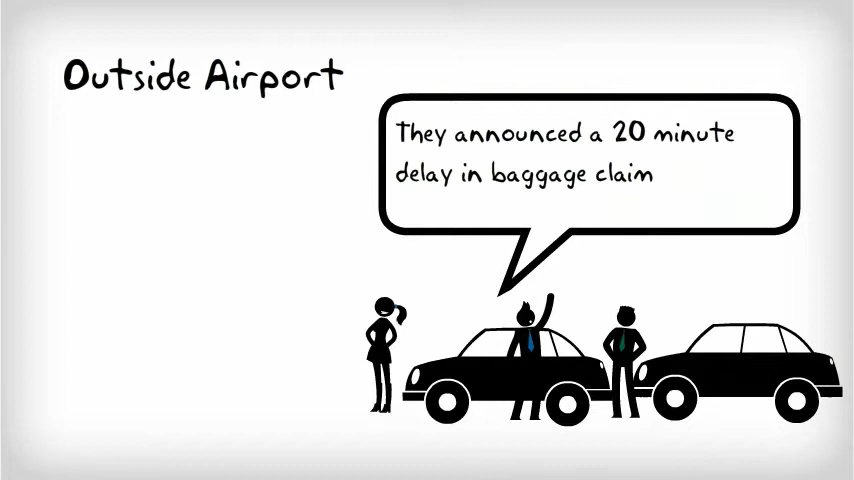 Outside Airport
They announced a 20 minute
delay in baggage claim